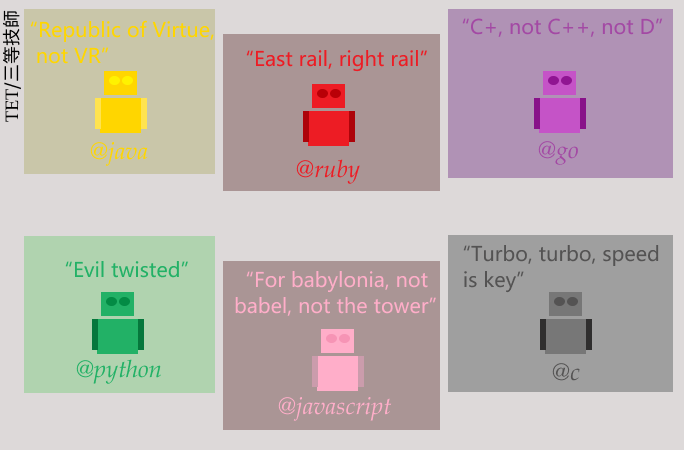 TET/三等技師
“Republic of Virtue,
not VR”
@java
“East rail, right rail”
@ruby
“C+, not C++, not D”
@go
“Evil twisted”
@python
“For babylonia, not
babel, not the tower”
@javascript
“Turbo, turbo, speed
is key”
@c